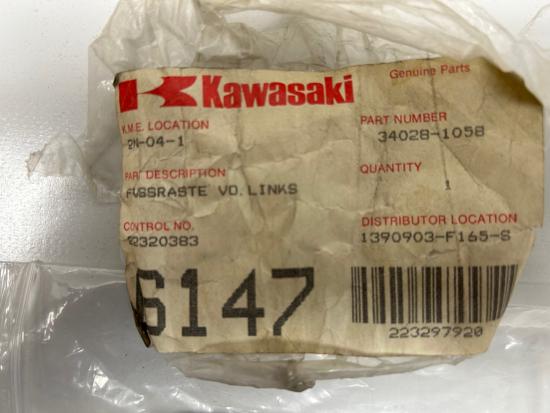 Kawasaki
Genuine Parts
K.M.E. LOCATION
2N-04-1
PART NUMBER
34028-1058
PART DESCRIPTION
FUSSRASTE VO. LINKS
QUANTITY
1
CONTROL NO.
22320383
DISTRIBUTOR LOCATION
1390903-F165-S
6147
223297920